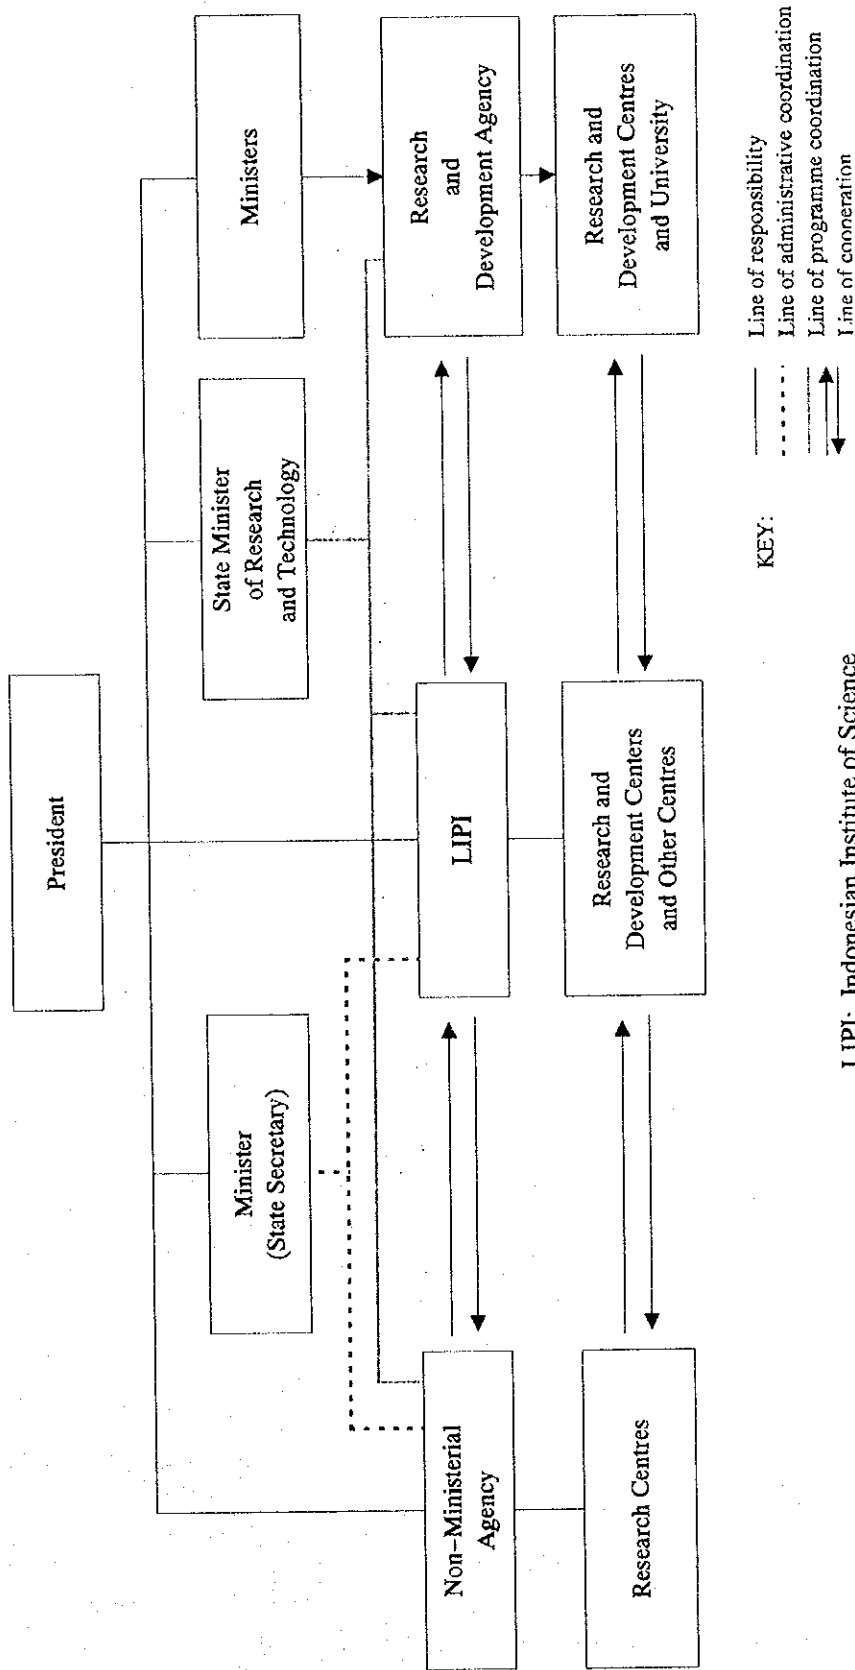 President
Minister
(State Secretary)
State Minister
of Research
and Technology
Ministers
Non-Ministerial
Agency
LIPI
Research
and
Development Agency
Research Centres
Research and
Development Centers
and Other Centres
Research and
Development Centres
and University
KEY:
Line of responsibility
Line of administrative coordination
Line of programme coordination
Line of cooperation
LIPI: Indonesian Institute of Science